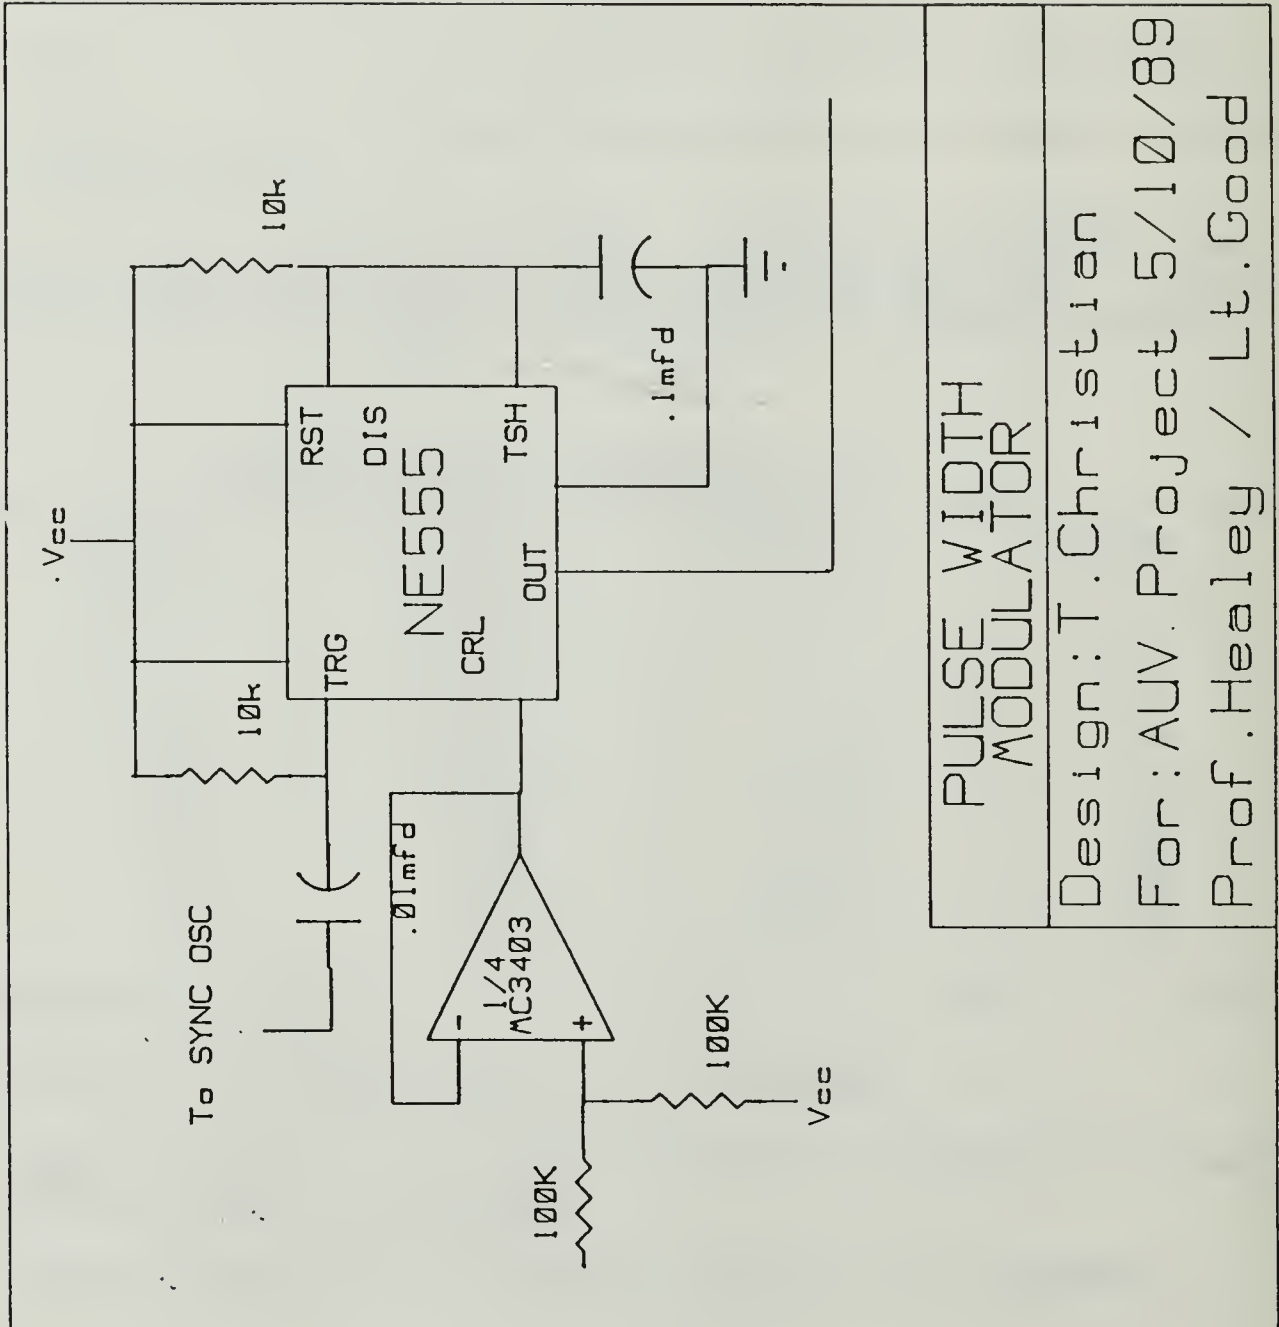 .Vcc
10k
10k
TRG
RST
DIS
NE555
CRL
TSH
OUT
To SYNC OSC
.01mfd
.1mfd
1/4
MC3403
-
+
100K
100K
Vcc
PULSE WIDTH
MODULATOR
Design:T.Christian
For:AUV.Project 5/10/89
Prof.Healey / Lt.Good